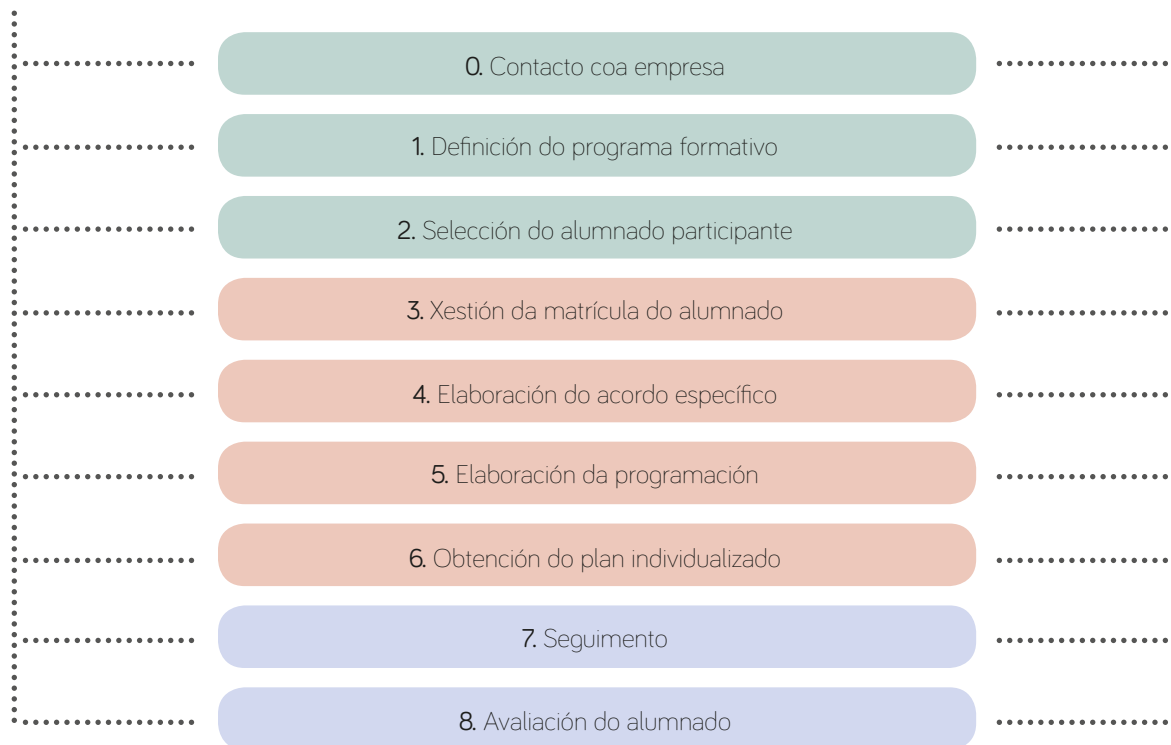 0. Contacto coa empresa
1. Definición do programa formativo
2. Selección do alumnado participante
3. Xestión da matrícula do alumnado
4. Elaboración do acordo específico
5. Elaboración da programación
6. Obtención do plan individualizado
7. Seguimento
8. Avaliación do alumnado